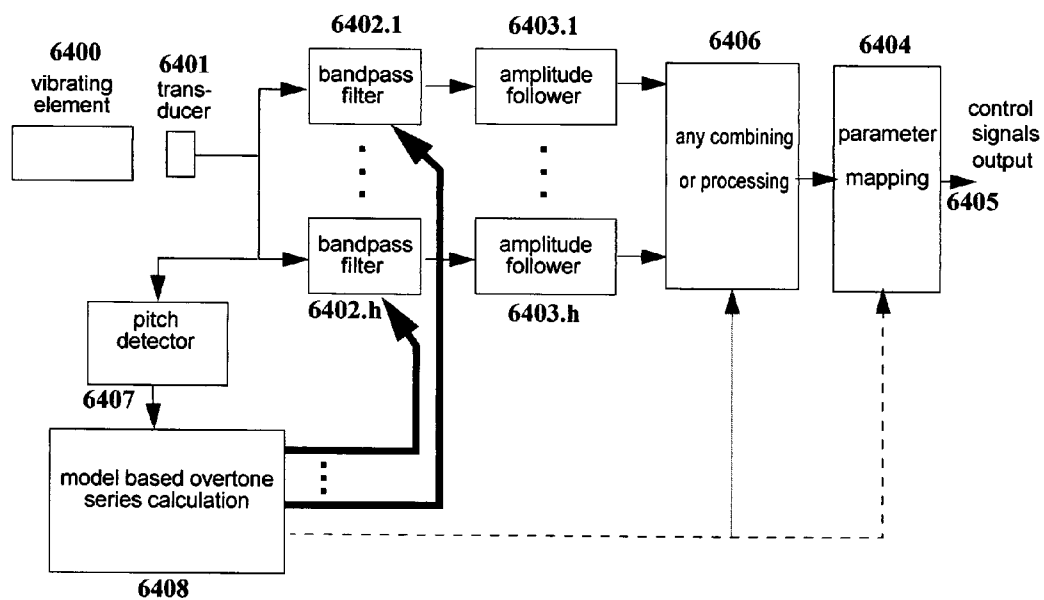 6400
vibrating
element
6401
trans-
ducer
6402.1
bandpass
filter
6403.1
amplitude
follower
6406
any combining
or processing
6404
parameter
mapping
control
signals
output
6405
bandpass
filter
6402.h
amplitude
follower
6403.h
pitch
detector
6407
model based overtone
series calculation
6408